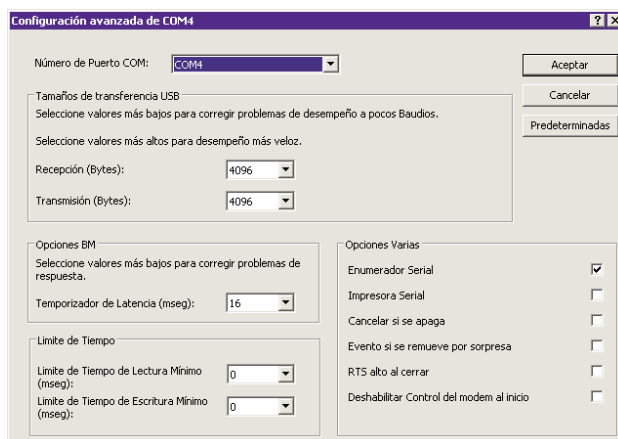 Configuración avanzada de COM4
Número de Puerto COM: COM4
Aceptar
Cancelar
Predeterminadas
Tamaños de transferencia USB
Seleccione valores más bajos para corregir problemas de desempeño a pocos Baudios.
Seleccione valores más altos para desempeño más veloz.
Recepción (Bytes): 4096
Transmisión (Bytes): 4096
Opciones BM
Seleccione valores más bajos para corregir problemas de
respuesta.
Temporizador de Latencia (mseg): 16
Limite de Tiempo
Limite de Tiempo de Lectura Mínimo
(mseg): 0
Limite de Tiempo de Escritura Mínimo
(mseg): 0
Opciones Varias
Enumerador Serial
Impresora Serial
Cancelar si se apaga
Evento si se remueve por sorpresa
RTS alto al cerrar
Deshabilitar Control del modem al inicio